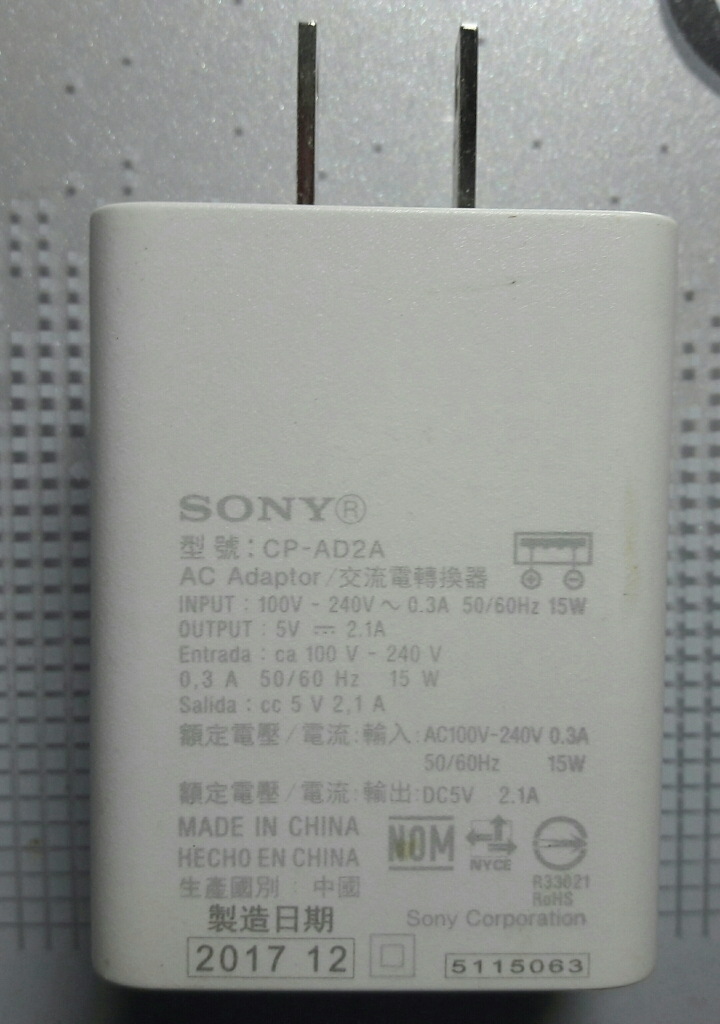 SONY®
型號:CP-AD2A
AC Adaptor/交流電轉換器
INPUT : 100V - 240V ~ 0.3A 50/60Hz 15W
OUTPUT : 5V ⎓ 2.1A
Entrada : ca 100 V - 240 V
0,3 A 50/60 Hz 15 W
Salida : cc 5 V 2,1 A
額定電壓/電流:輸入:AC100V-240V 0.3A
50/60Hz 15W
額定電壓/電流:輸出:DC5V 2.1A
MADE IN CHINA
HECHO EN CHINA
NOM
NYCE
生產國別: 中國
R33021
RoHS
製造日期
Sony Corporation
2017 12
5115063